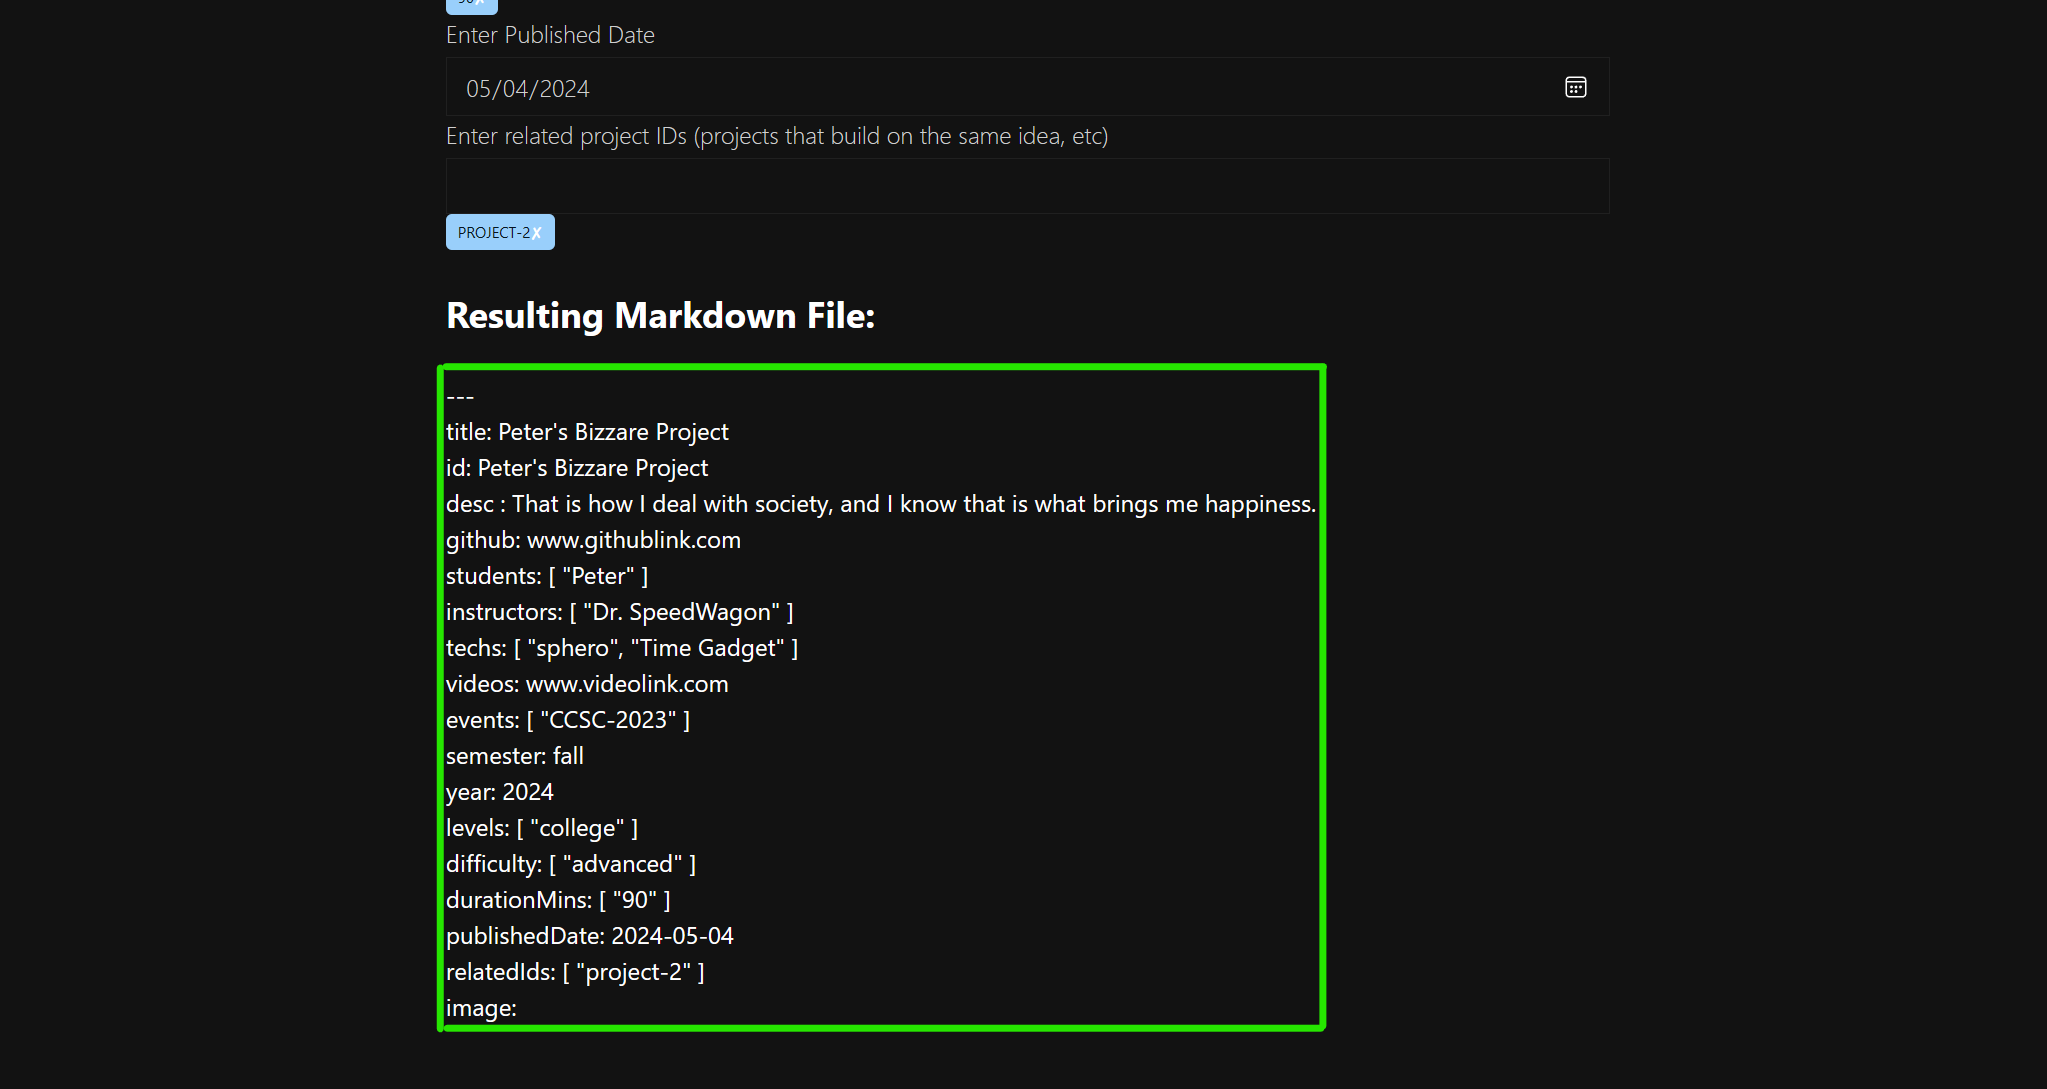 Enter Published Date
05/04/2024
Enter related project IDs (projects that build on the same idea, etc)
PROJECT-2✗
Resulting Markdown File:
---
title: Peter's Bizzare Project
id: Peter's Bizzare Project
desc : That is how I deal with society, and I know that is what brings me happiness.
github: www.githublink.com
students: [ "Peter" ]
instructors: [ "Dr. SpeedWagon" ]
techs: [ "sphero", "Time Gadget" ]
videos: www.videolink.com
events: [ "CCSC-2023" ]
semester: fall
year: 2024
levels: [ "college" ]
difficulty: [ "advanced" ]
durationMins: [ "90" ]
publishedDate: 2024-05-04
relatedIds: [ "project-2" ]
image: